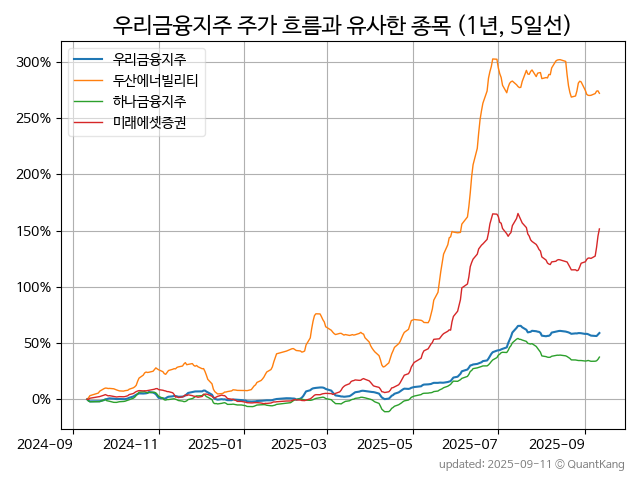 우리금융지주 주가 흐름과 유사한 종목 (1년, 5일선)
우리금융지주
두산에너빌리티
하나금융지주
미래에셋증권
300%
250%
200%
150%
100%
50%
0%
2024-09 2024-11 2025-01 2025-03 2025-05 2025-07 2025-09
updated: 2025-09-11 © QuantKang